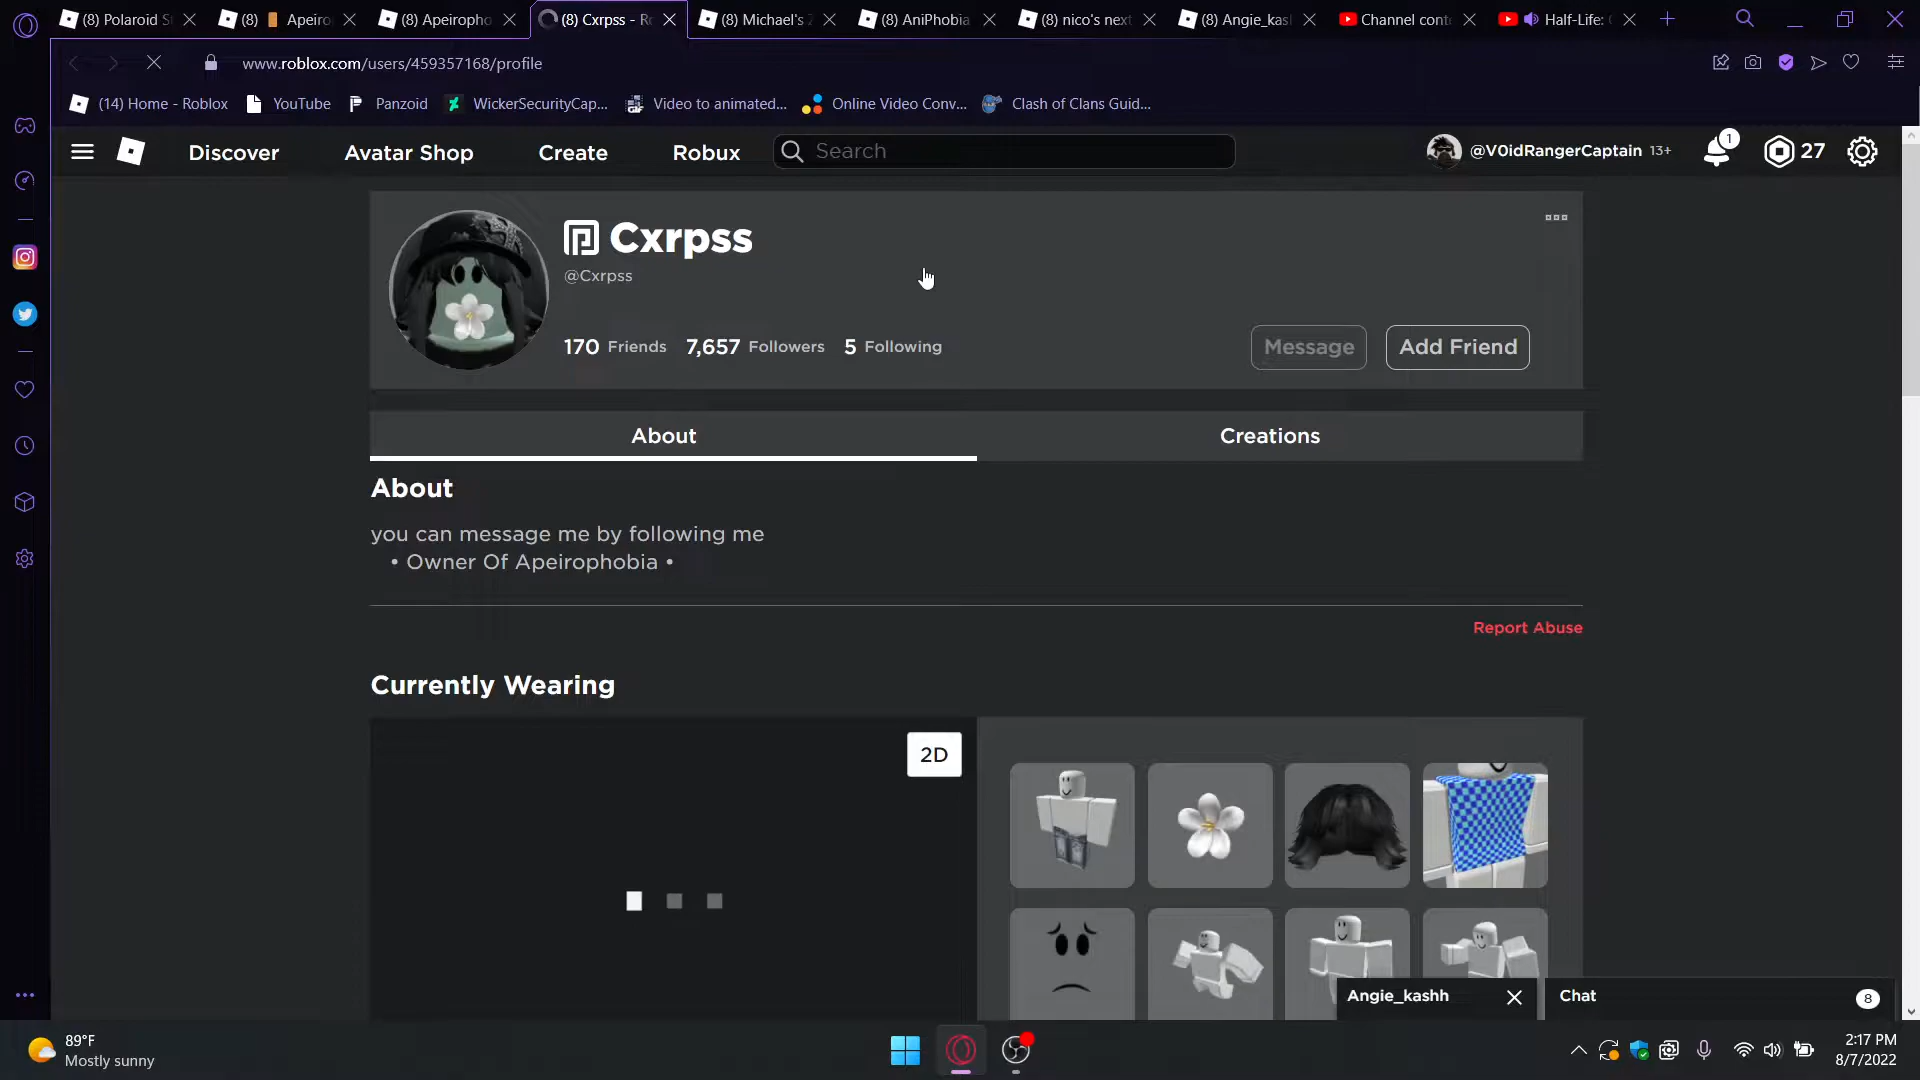 (8) Polaroid S
(8) Apeiro
(8) Apeiropho
(8) Cxrpss - Ro
(8) Michael's Z
(8) AniPhobia
(8) nico's next
(8) Angie_kas
Channel cont
Half-Life:
www.roblox.com/users/459357168/profile
(14) Home - Roblox
YouTube
Panzoid
WickerSecurityCap...
Video to animated...
Online Video Conv...
Clash of Clans Guid...
Discover
Avatar Shop
Create
Robux
Search
@V0idRangerCaptain 13+
1
27
Cxrpss
@Cxrpss
170 Friends 7,657 Followers 5 Following
Message
Add Friend
About
Creations
About
you can message me by following me
• Owner Of Apeirophobia •
Report Abuse
Currently Wearing
2D
Angie_kashh
Chat
8
89°F
Mostly sunny
2:17 PM
8/7/2022